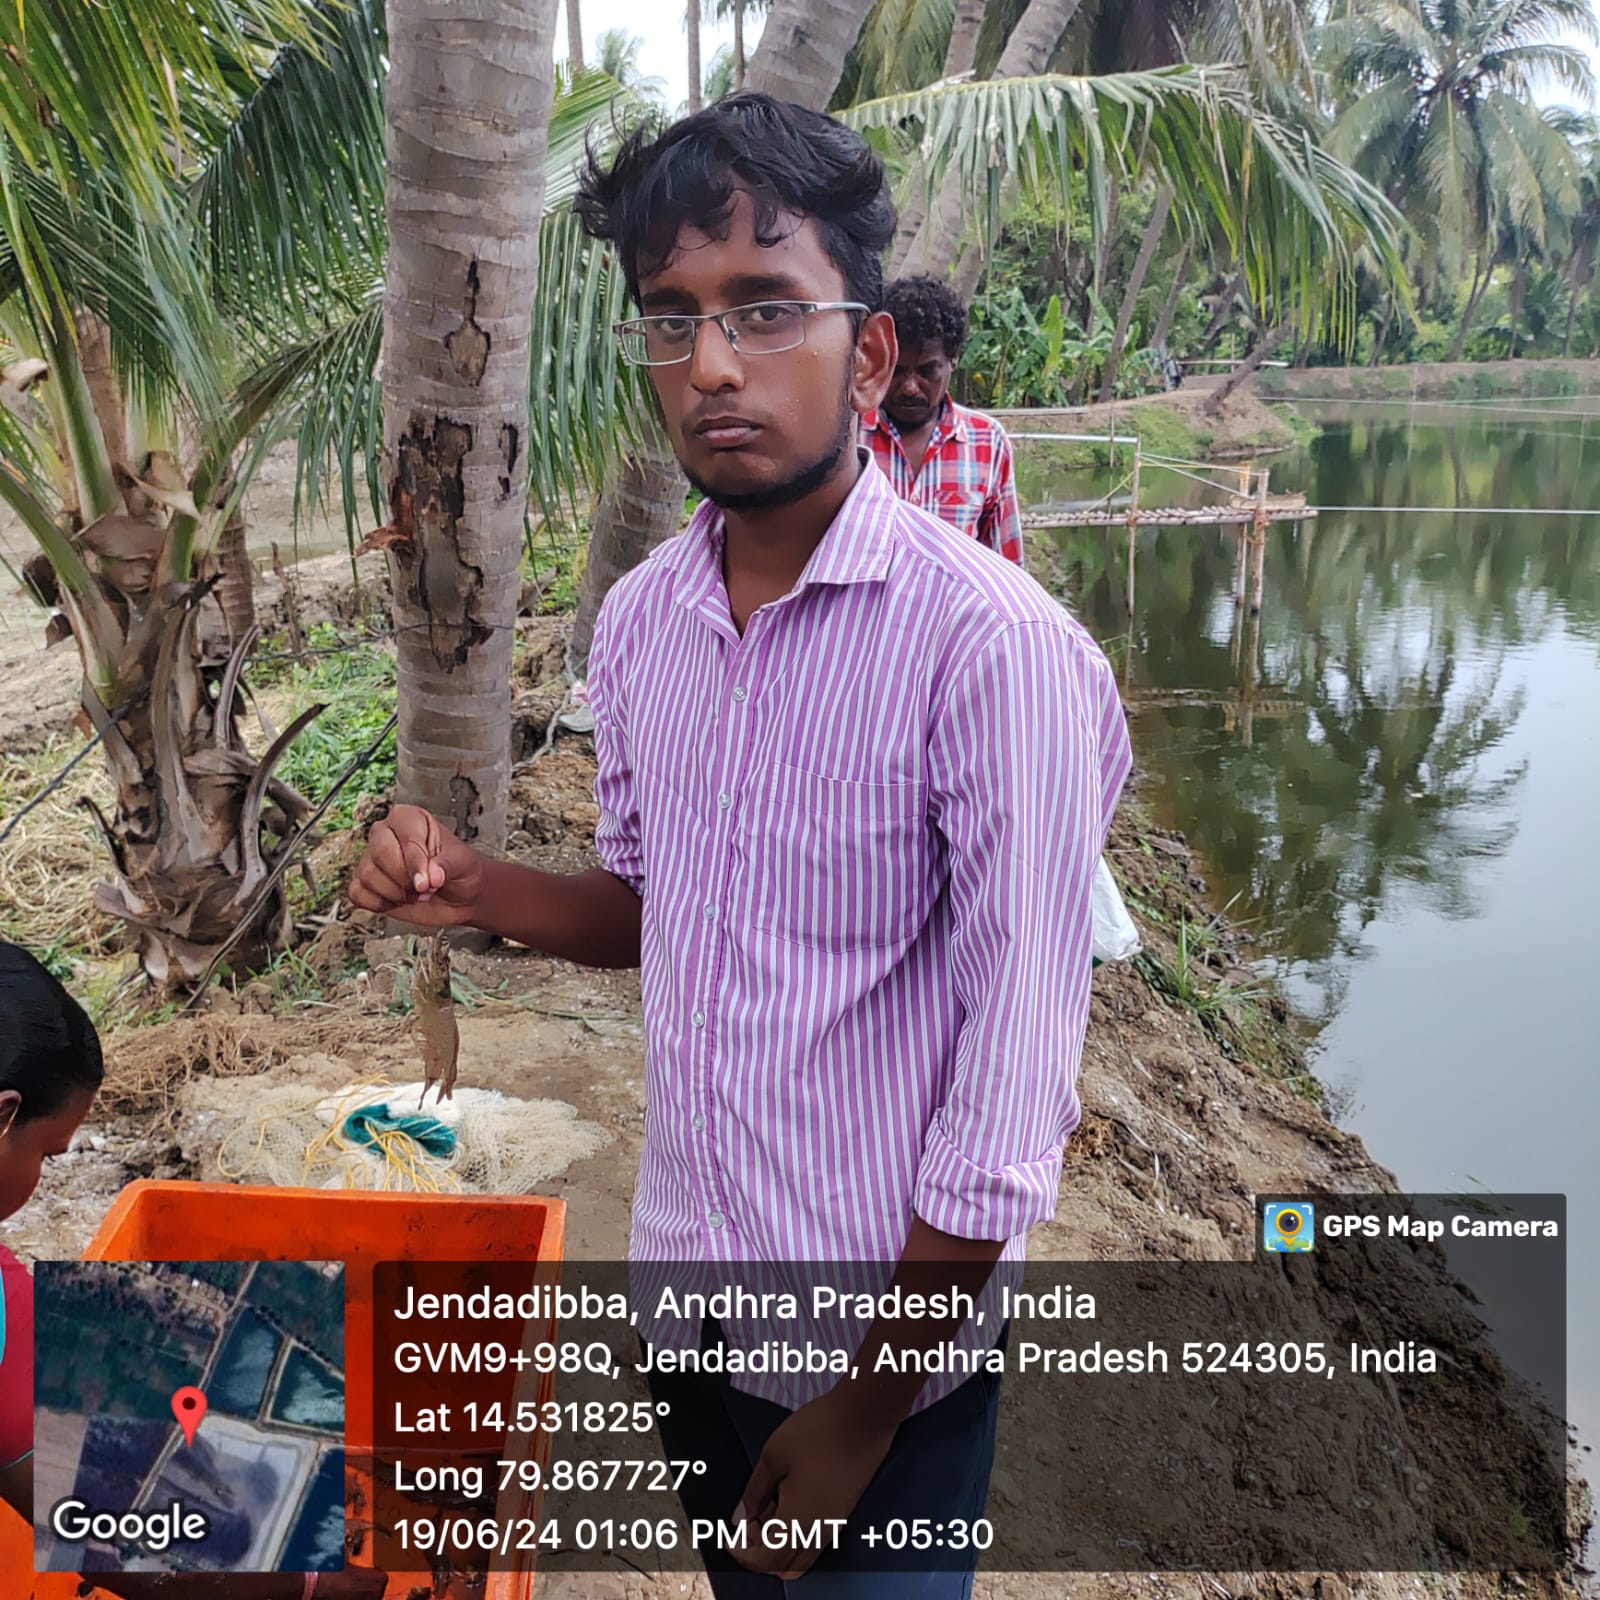 GPS Map Camera
Jendadibba, Andhra Pradesh, India
GVM9+98Q, Jendadibba, Andhra Pradesh 524305, India
Lat 14.531825°
Long 79.867727°
19/06/24 01:06 PM GMT +05:30
Google